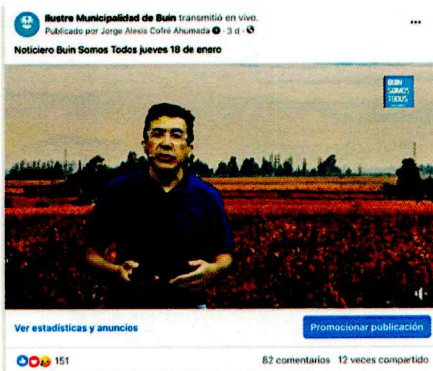 Ilustre Municipalidad de Buin transmitió en vivo.
Publicado por Jorge Alexis Cofré Ahumada · 3 d ·
Noticiero Buin Somos Todos jueves 18 de enero
BUIN
SOMOS
TODOS
Ver estadísticas y anuncios
Promocionar publicación
151
82 comentarios 12 veces compartido